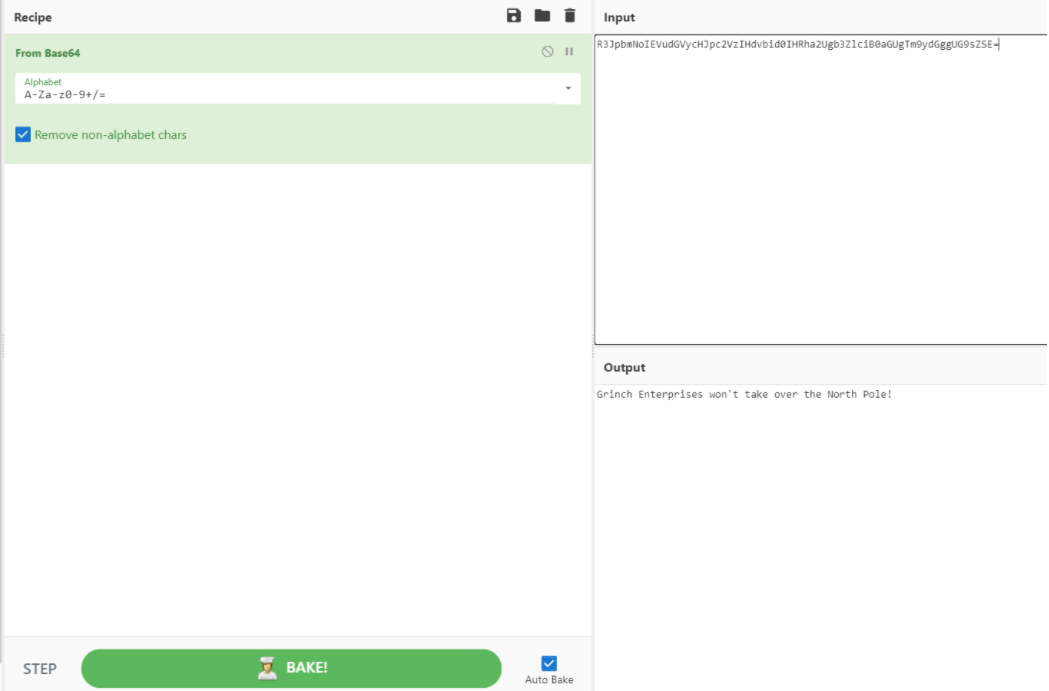 Recipe
From Base64
Alphabet
A-Za-z0-9+/=
Remove non-alphabet chars
STEP
BAKE!
Auto Bake
Input
R3JpbmNoIEVudGVycHJpc2VzIHdvbid0IHRha2Ugb3ZlciB0aGUgTm9ydGggUG9sZSE=
Output
Grinch Enterprises won't take over the North Pole!